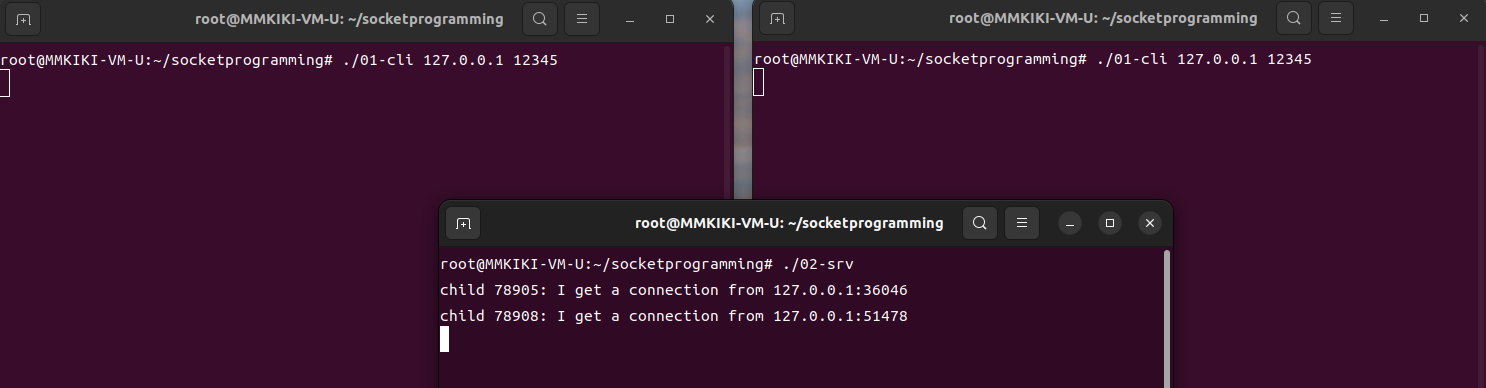 root@MMKIKI-VM-U: ~/socketprogramming
root@MMKIKI-VM-U:~/socketprogramming# ./01-cli 127.0.0.1 12345
root@MMKIKI-VM-U: ~/socketprogramming
root@MMKIKI-VM-U:~/socketprogramming# ./01-cli 127.0.0.1 12345
root@MMKIKI-VM-U: ~/socketprogramming
root@MMKIKI-VM-U:~/socketprogramming# ./02-srv
child 78905: I get a connection from 127.0.0.1:36046
child 78908: I get a connection from 127.0.0.1:51478